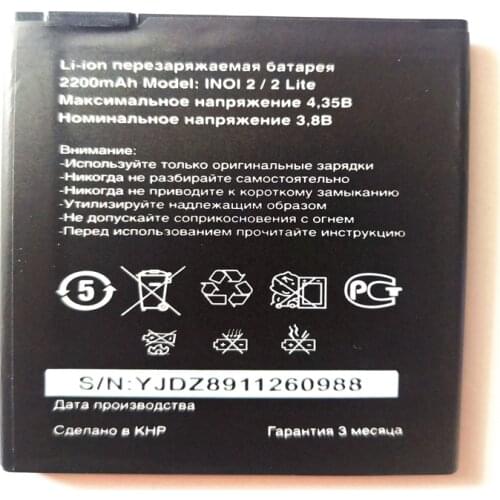 Li-ion перезаряжаемая батарея
2200mAh Model: INOI 2 / 2 Lite
Максимальное напряжение 4,35В
Номинальное напряжение 3,8В
Внимание:
-Используйте только оригинальные зарядки
-Никогда не разбирайте самостоятельно
-Никогда не приводите к короткому замыканию
-Утилизируйте надлежащим образом
-Не допускайте соприкосновения с огнем
-Перед использованием прочитайте инструкцию
5 РСТ
S/N:YJDZ8911260988
Дата производства
Сделано в КНР
Гарантия 3 месяца